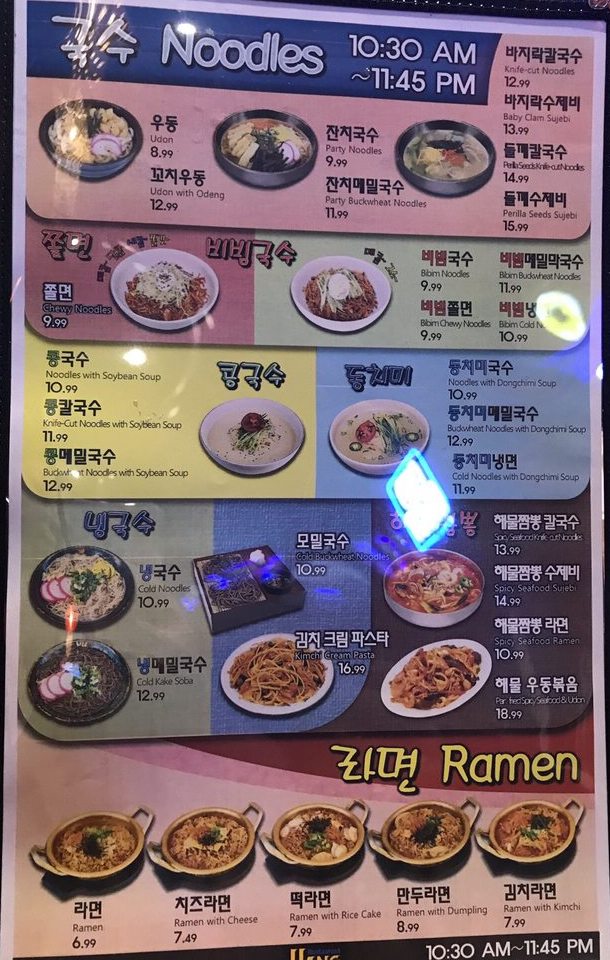 국수 Noodles
10:30 AM
~11:45 PM
바지락칼국수
Knife-cut Noodles
12.99
바지락수제비
Baby Clam Sujebi
13.99
들깨칼국수
Perilla Seeds Knife-cut Noodles
14.99
들깨수제비
Perilla Seeds Sujebi
15.99
우동
Udon
8.99
꼬치우동
Udon with Odeng
12.99
잔치국수
Party Noodles
9.99
잔치메밀국수
Party Buckwheat Noodles
11.99
쫄면
쫄면
Chewy Noodles
9.99
비빔국수
비빔국수
Bibim Noodles
9.99
비빔쫄면
Bibim Chewy Noodles
9.99
비빔메밀막국수
Bibim Buckwheat Noodles
11.99
비빔냉
Bibim Cold
10.99
콩국수
Noodles with Soybean Soup
10.99
콩칼국수
Knife-Cut Noodles with Soybean Soup
11.99
콩메밀국수
Buckwheat Noodles with Soybean Soup
12.99
콩국수
동치미
동치미국수
Noodles with Dongchimi Soup
10.99
동치미메밀국수
Buckwheat Noodles with Dongchimi Soup
12.99
동치미냉면
Cold Noodles with Dongchimi Soup
11.99
냉국수
냉국수
Cold Noodles
10.99
냉메밀국수
Cold Kake Soba
12.99
모밀국수
Cold Buckwheat Noodles
10.99
김치 크림 파스타
Kimchi Cream Pasta
16.99
짬뽕
해물짬뽕 칼국수
Spicy Seafood Knife-cut Noodles
13.99
해물짬뽕 수제비
Spicy Seafood Sujebi
14.99
해물짬뽕 라면
Spicy Seafood Ramen
10.99
해물 우동볶음
Pan fried Spicy Seafood & Udon
18.99
라면 Ramen
라면
Ramen
6.99
치즈라면
Ramen with Cheese
7.49
떡라면
Ramen with Rice Cake
7.99
만두라면
Ramen with Dumpling
8.99
김치라면
Ramen with Kimchi
7.99
10:30 AM~11:45 PM